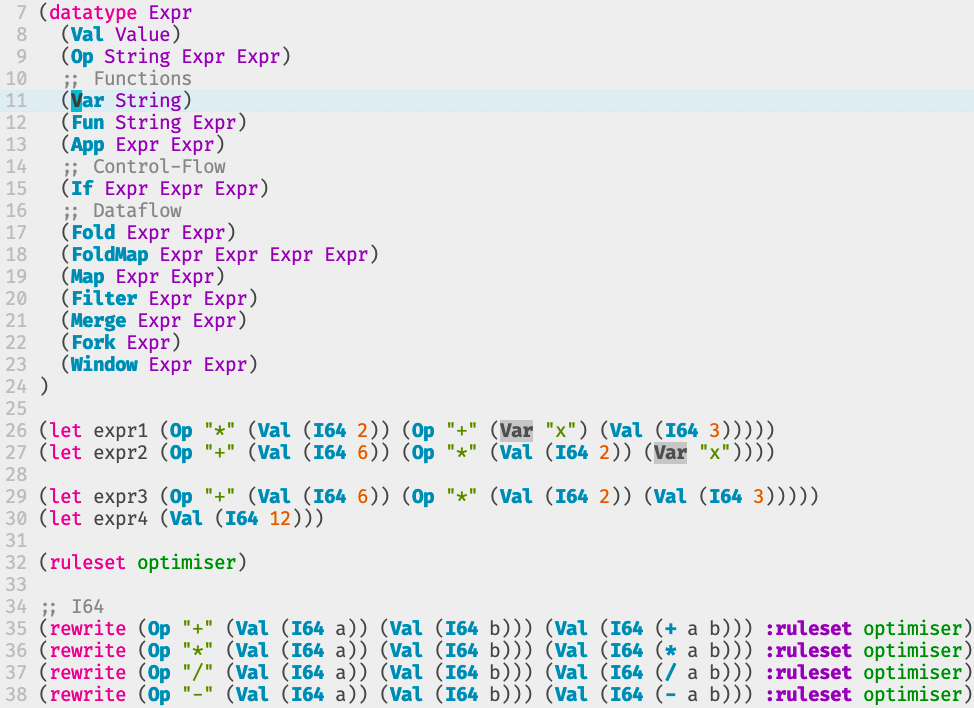 7 (datatype Expr
8   (Val Value)
9   (Op String Expr Expr)
10   ;; Functions
11   (Var String)
12   (Fun String Expr)
13   (App Expr Expr)
14   ;; Control-Flow
15   (If Expr Expr Expr)
16   ;; Dataflow
17   (Fold Expr Expr)
18   (FoldMap Expr Expr Expr Expr)
19   (Map Expr Expr)
20   (Filter Expr Expr)
21   (Merge Expr Expr)
22   (Fork Expr)
23   (Window Expr Expr)
24 )
25
26 (let expr1 (Op "*" (Val (I64 2)) (Op "+" (Var "x") (Val (I64 3)))))
27 (let expr2 (Op "+" (Val (I64 6)) (Op "*" (Val (I64 2)) (Var "x"))))
28
29 (let expr3 (Op "+" (Val (I64 6)) (Op "*" (Val (I64 2)) (Val (I64 3)))))
30 (let expr4 (Val (I64 12)))
31
32 (ruleset optimiser)
33
34 ;; I64
35 (rewrite (Op "+" (Val (I64 a)) (Val (I64 b))) (Val (I64 (+ a b))) :ruleset optimiser)
36 (rewrite (Op "*" (Val (I64 a)) (Val (I64 b))) (Val (I64 (* a b))) :ruleset optimiser)
37 (rewrite (Op "/" (Val (I64 a)) (Val (I64 b))) (Val (I64 (/ a b))) :ruleset optimiser)
38 (rewrite (Op "-" (Val (I64 a)) (Val (I64 b))) (Val (I64 (- a b))) :ruleset optimiser)